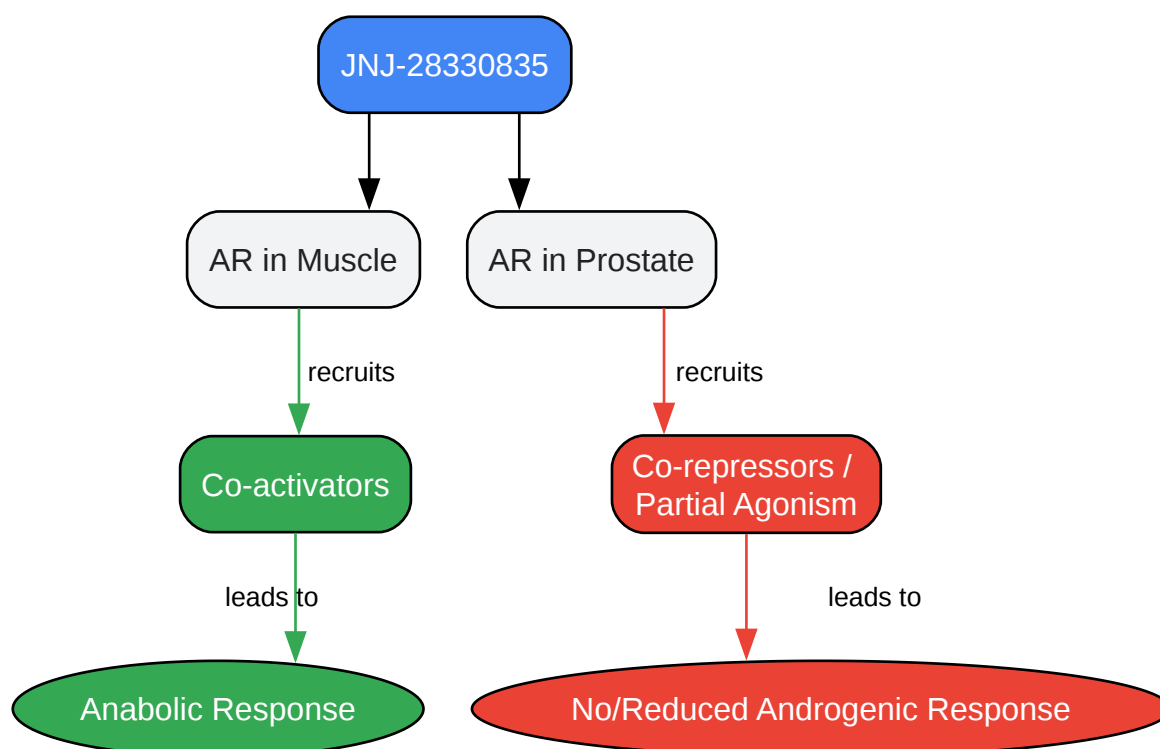 JNJ-28330835
AR in Muscle
AR in Prostate
recruits
recruits
Co-activators
Co-repressors /
Partial Agonism
leads to
leads to
Anabolic Response
No/Reduced Androgenic Response